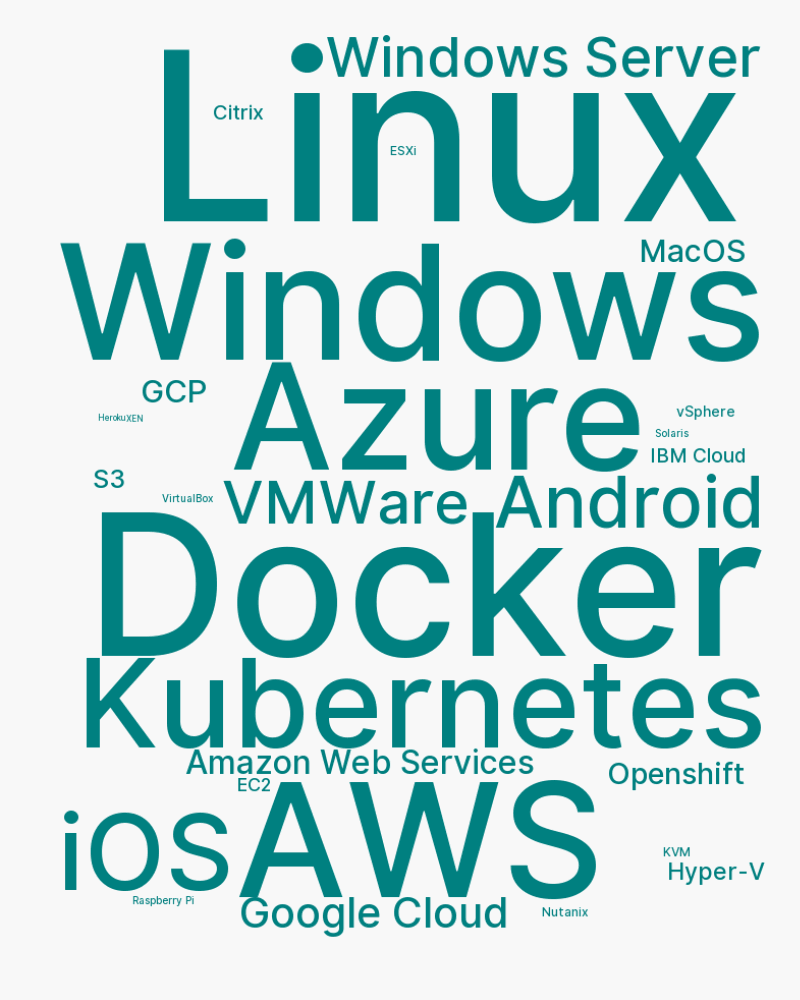 Windows Server
Linux
Citrix
ESXi
MacOS
Windows
GCP
Azure
HerokuXEN
vSphere
Solaris
IBM Cloud
S3
VirtualBox
VMWare
Android
Docker
Kubernetes
Amazon Web Services
Openshift
EC2
iOS
AWS
KVM
Hyper-V
Raspberry Pi
Google Cloud
Nutanix